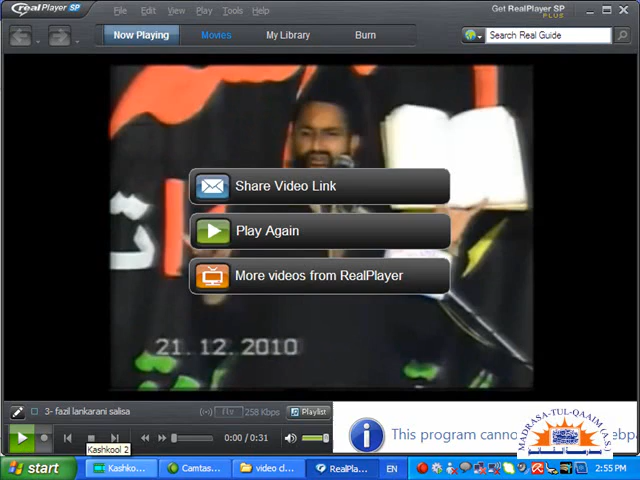 RealPlayer SP
File Edit View Play Tools Help
Get RealPlayer SP
PLUS
Now Playing Movies My Library Burn
Search Real Guide
Share Video Link
Play Again
More videos from RealPlayer
21.12.2010
3- fazil lankarani salisa
258 Kbps
Playlist
0:00 / 0:31
This program canno
ebpa
MADRASA-TUL-QAAIM (A.S.)
Kashkool 2
start
Kashko...
Camtas...
video d...
RealPla...
EN
2:55 PM